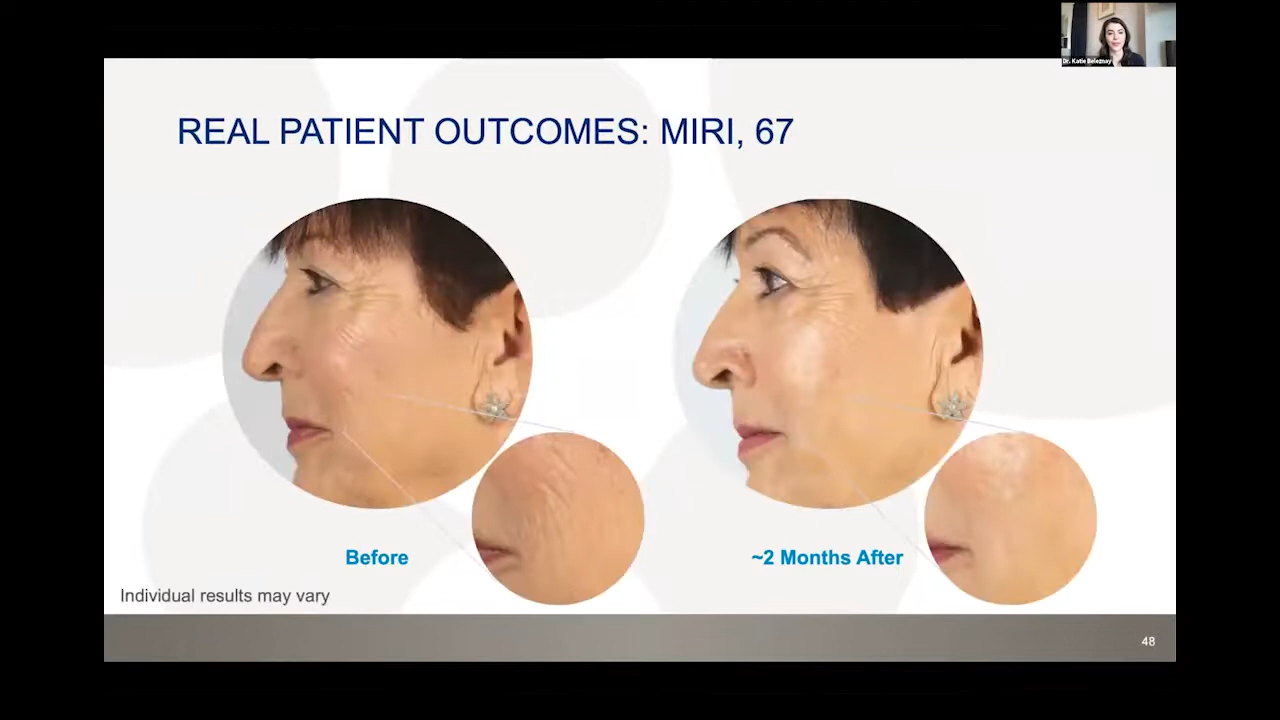 Dr. Katie Beleznay
REAL PATIENT OUTCOMES: MIRI, 67
Before
~2 Months After
Individual results may vary
48